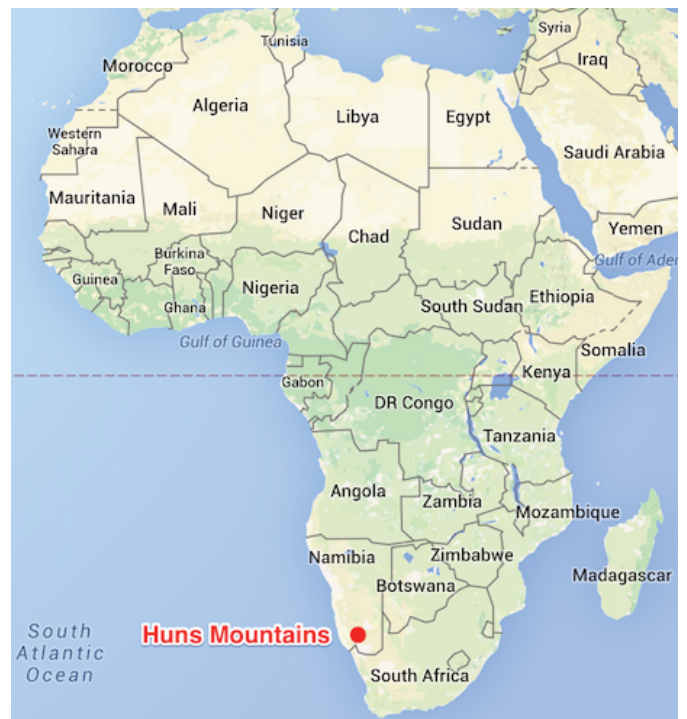 Syria
Tunisia
Iraq
Morocco
Algeria
Libya
Egypt
Western
Sahara
Saudi Arabia
Mauritania
Mali
Niger
Chad
Sudan
Yemen
Burkina
Faso
Gulf of Aden
Guinea
Nigeria
Ethiopia
Ghana
South Sudan
Gulf of Guinea
Somalia
Kenya
Gabon
DR Congo
Tanzania
Angola
Zambia
Mozambique
Namibia
Zimbabwe
Botswana
Madagascar
South
Atlantic
Ocean
Huns Mountains
South Africa